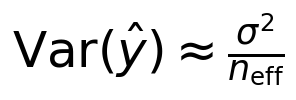 Var(ŷ) ≈ σ²/n_eff